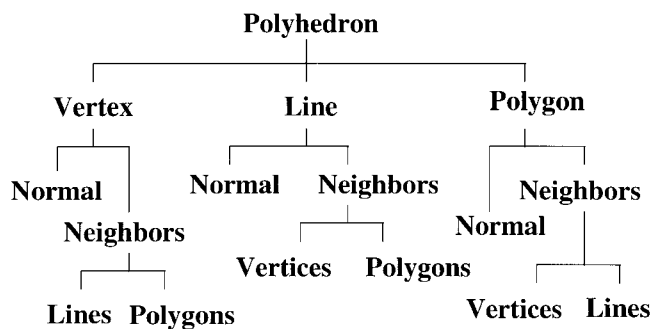 Polyhedron
Vertex Line Polygon
Normal Normal Neighbors Neighbors
Neighbors Normal
Vertices Polygons
Lines Polygons Vertices Lines